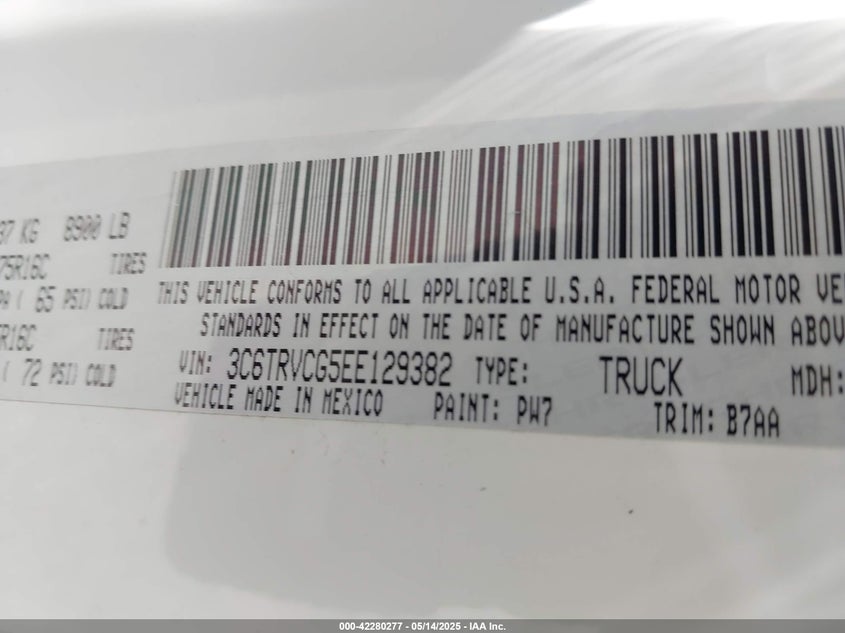 37 KG 8900 LB
75R16C TIRES
PA ( 65 PSI) COLD
R16C TIRES
( 72 PSI) COLD
THIS VEHICLE CONFORMS TO ALL APPLICABLE U.S.A. FEDERAL MOTOR VE
STANDARDS IN EFFECT ON THE DATE OF MANUFACTURE SHOWN ABOV
VIN: 3C6TRVCG5EE129382 TYPE: TRUCK MDH:
VEHICLE MADE IN MEXICO PAINT: PW7 TRIM: B7AA
000-42280277 - 05/14/2025 - IAA Inc.